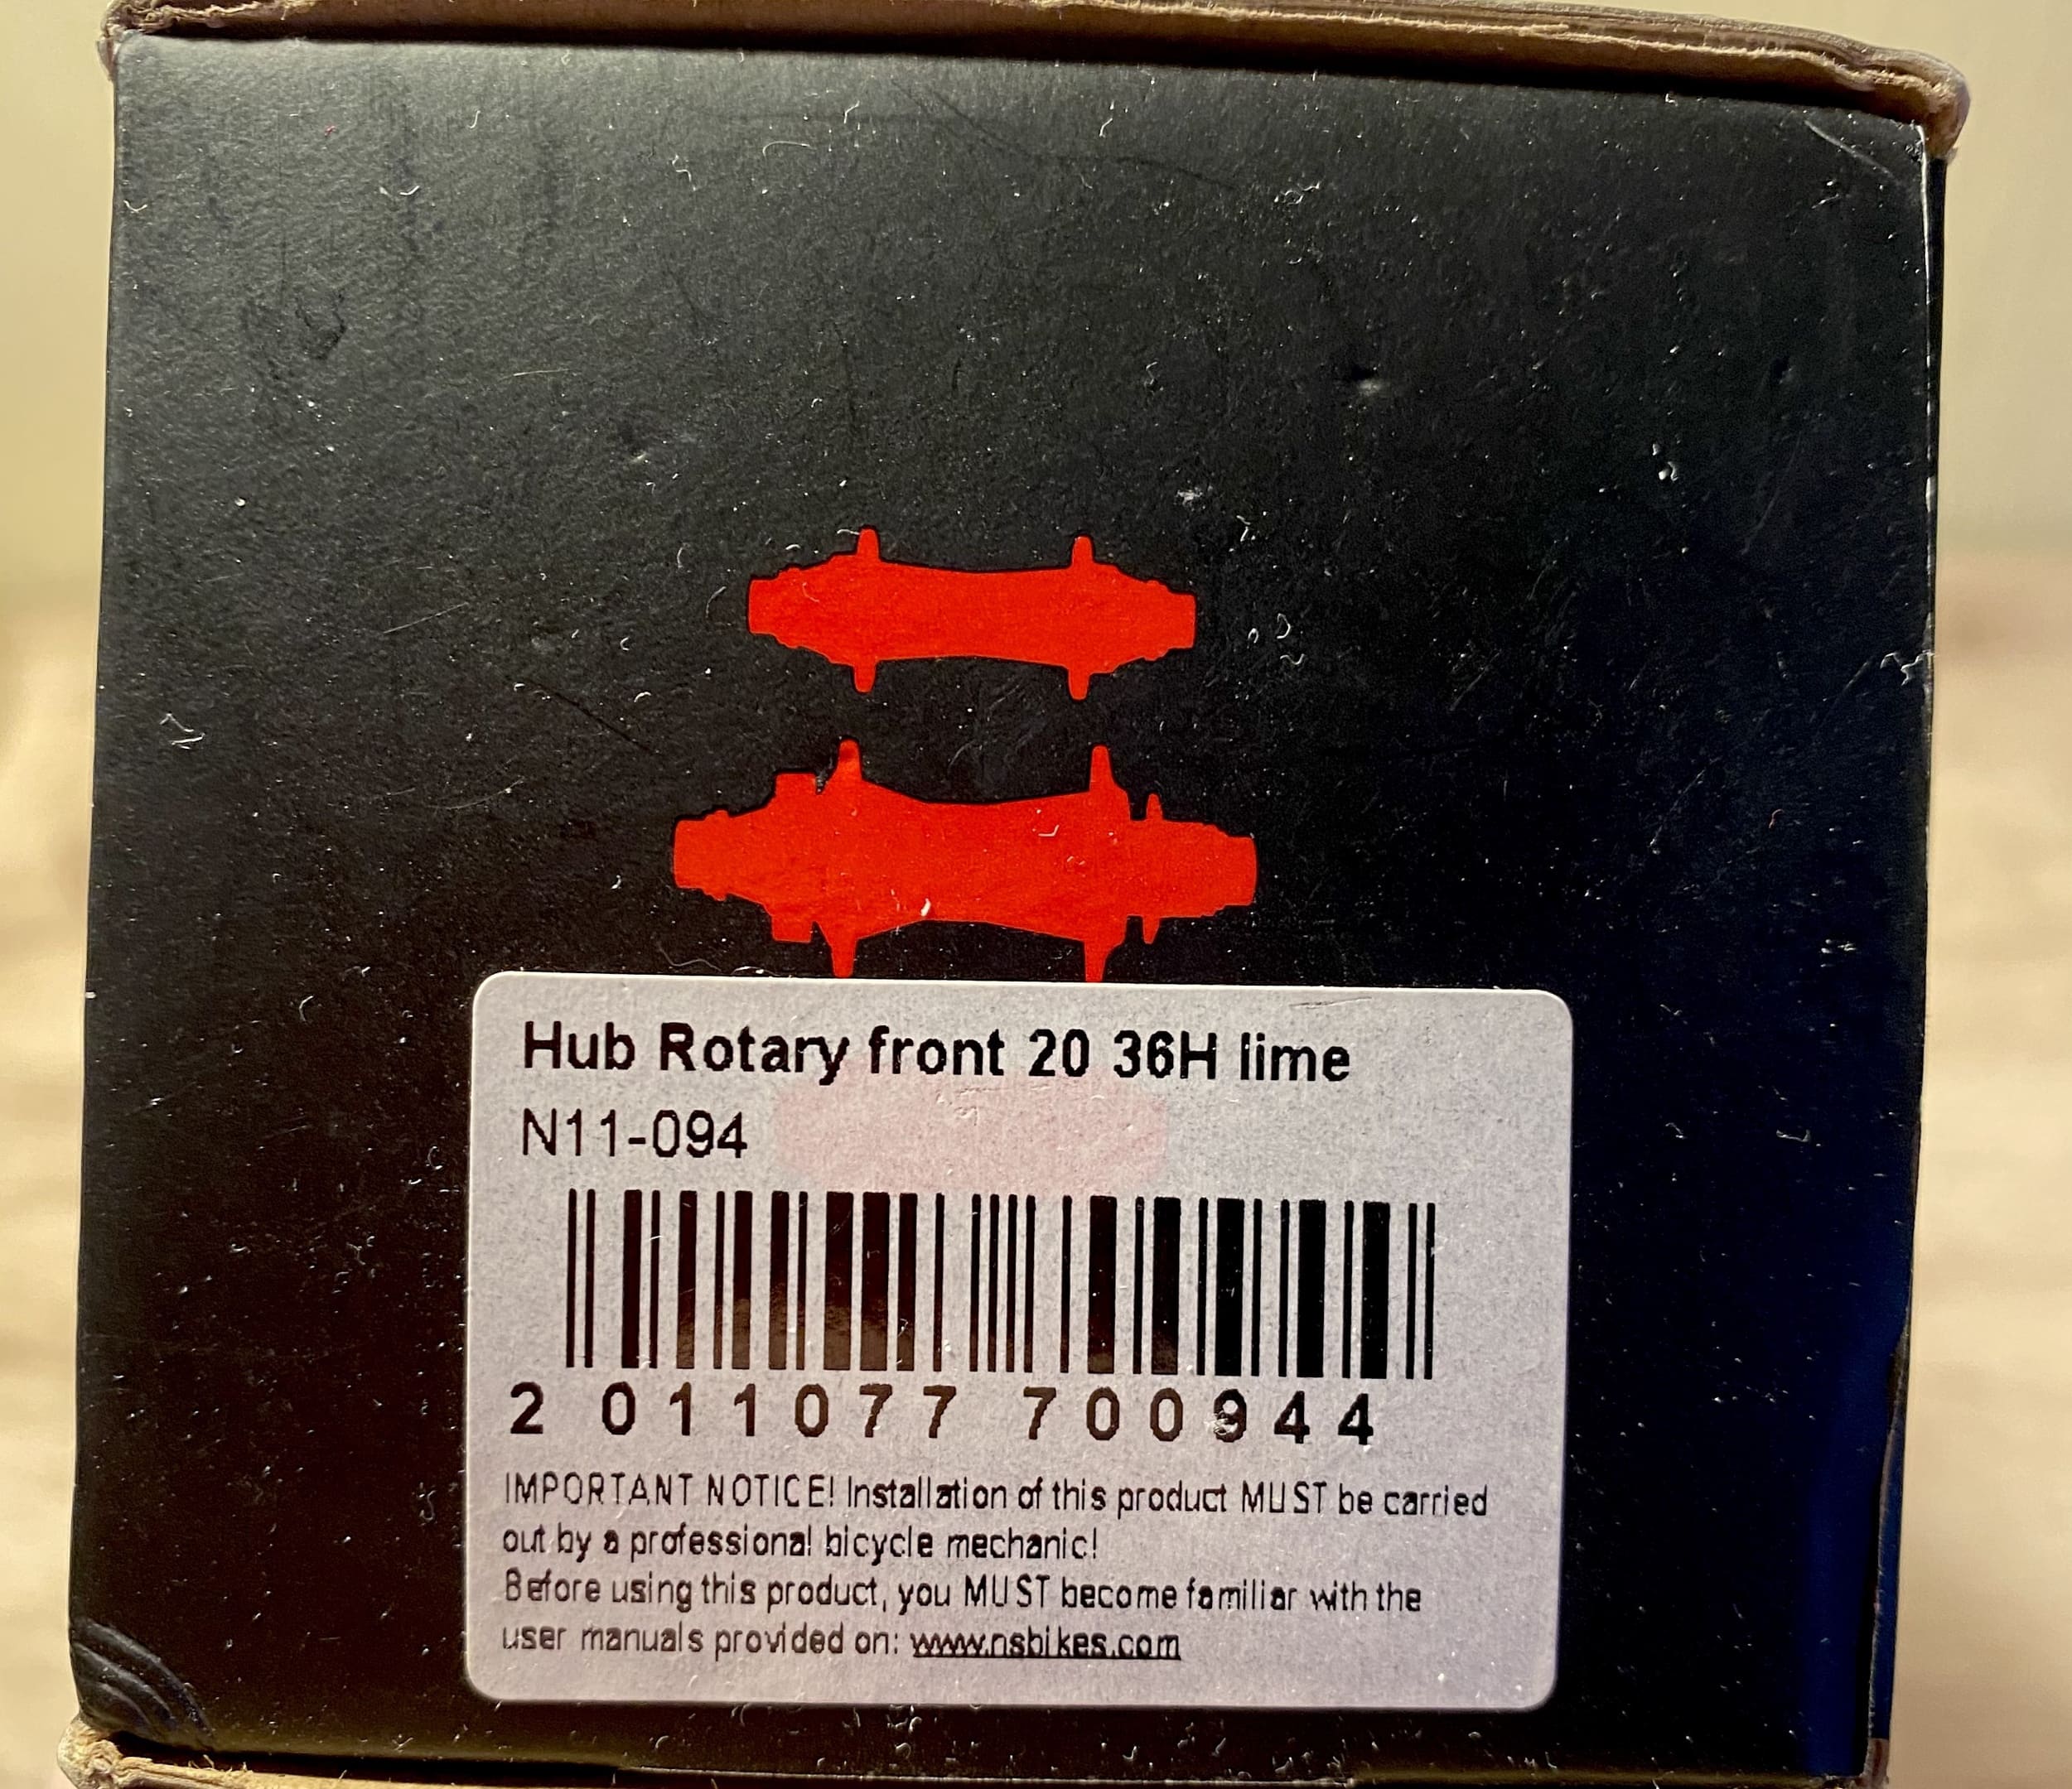 Hub Rotary front 20 36H lime
N11-094
2 011077 700944
IMPORTANT NOTICE! Installation of this product MUST be carried
out by a professional bicycle mechanic!
Before using this product, you MUST become familiar with the
user manuals provided on: www.nsbikes.com